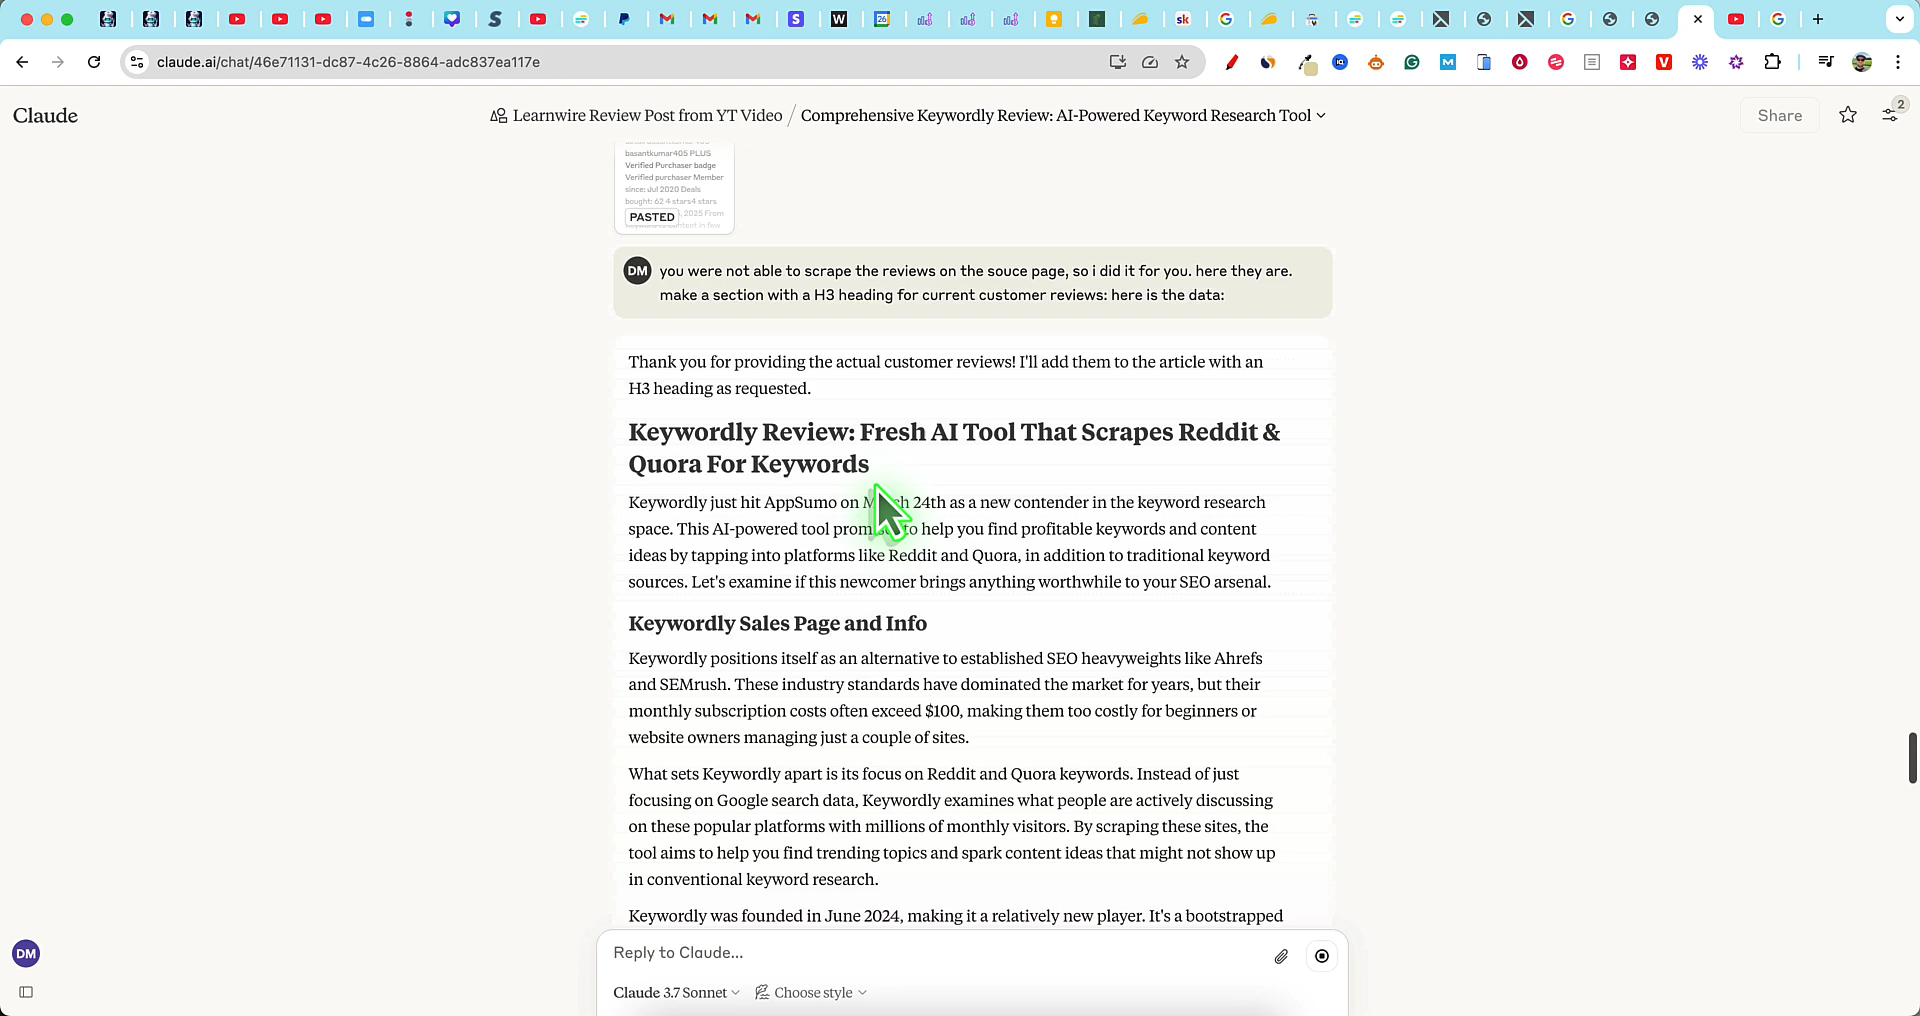 claude.ai/chat/46e71131-dc87-4c26-8864-adc837ea117e
Claude
Learnwire Review Post from YT Video / Comprehensive Keywordly Review: AI-Powered Keyword Research Tool
Share
2
basantkumar405 PLUS
Verified Purchaser badge
Verified purchaser Member
since: Jul 2020 Deals
bought: 62 4 stars4 stars
, 2025 From
PASTED
ontent in few
DM
you were not able to scrape the reviews on the souce page, so i did it for you. here they are.
make a section with a H3 heading for current customer reviews: here is the data:
Thank you for providing the actual customer reviews! I'll add them to the article with an
H3 heading as requested.
Keywordly Review: Fresh AI Tool That Scrapes Reddit &
Quora For Keywords
Keywordly just hit AppSumo on March 24th as a new contender in the keyword research
space. This AI-powered tool promises to help you find profitable keywords and content
ideas by tapping into platforms like Reddit and Quora, in addition to traditional keyword
sources. Let's examine if this newcomer brings anything worthwhile to your SEO arsenal.
Keywordly Sales Page and Info
Keywordly positions itself as an alternative to established SEO heavyweights like Ahrefs
and SEMrush. These industry standards have dominated the market for years, but their
monthly subscription costs often exceed $100, making them too costly for beginners or
website owners managing just a couple of sites.
What sets Keywordly apart is its focus on Reddit and Quora keywords. Instead of just
focusing on Google search data, Keywordly examines what people are actively discussing
on these popular platforms with millions of monthly visitors. By scraping these sites, the
tool aims to help you find trending topics and spark content ideas that might not show up
in conventional keyword research.
Keywordly was founded in June 2024, making it a relatively new player. It's a bootstrapped
Reply to Claude...
Claude 3.7 Sonnet
Choose style
DM